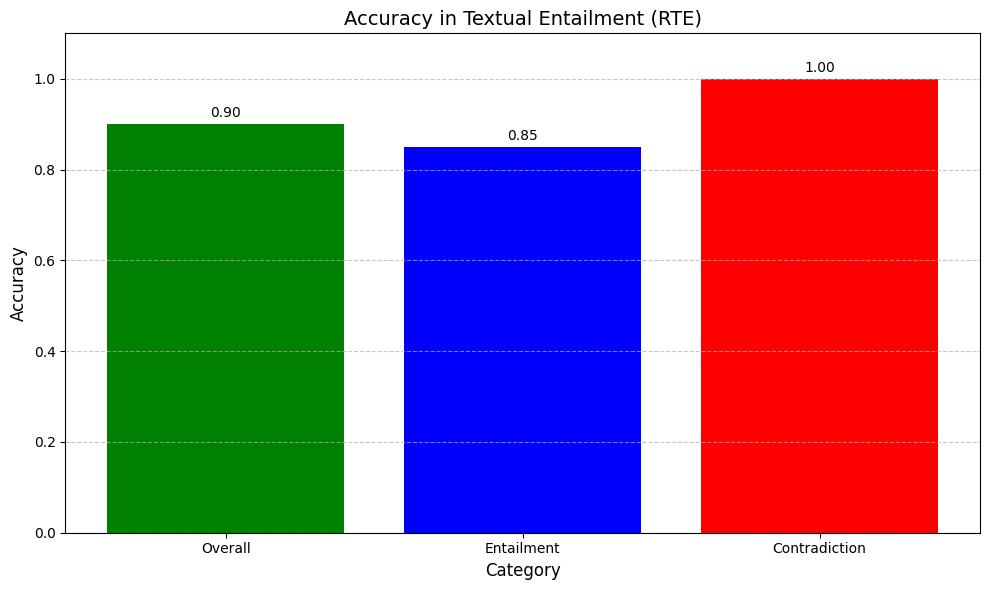 Accuracy in Textual Entailment (RTE)
1.00
0.90
0.85
1.0
0.8
0.6
0.4
0.2
0.0
Accuracy
Overall
Entailment
Contradiction
Category